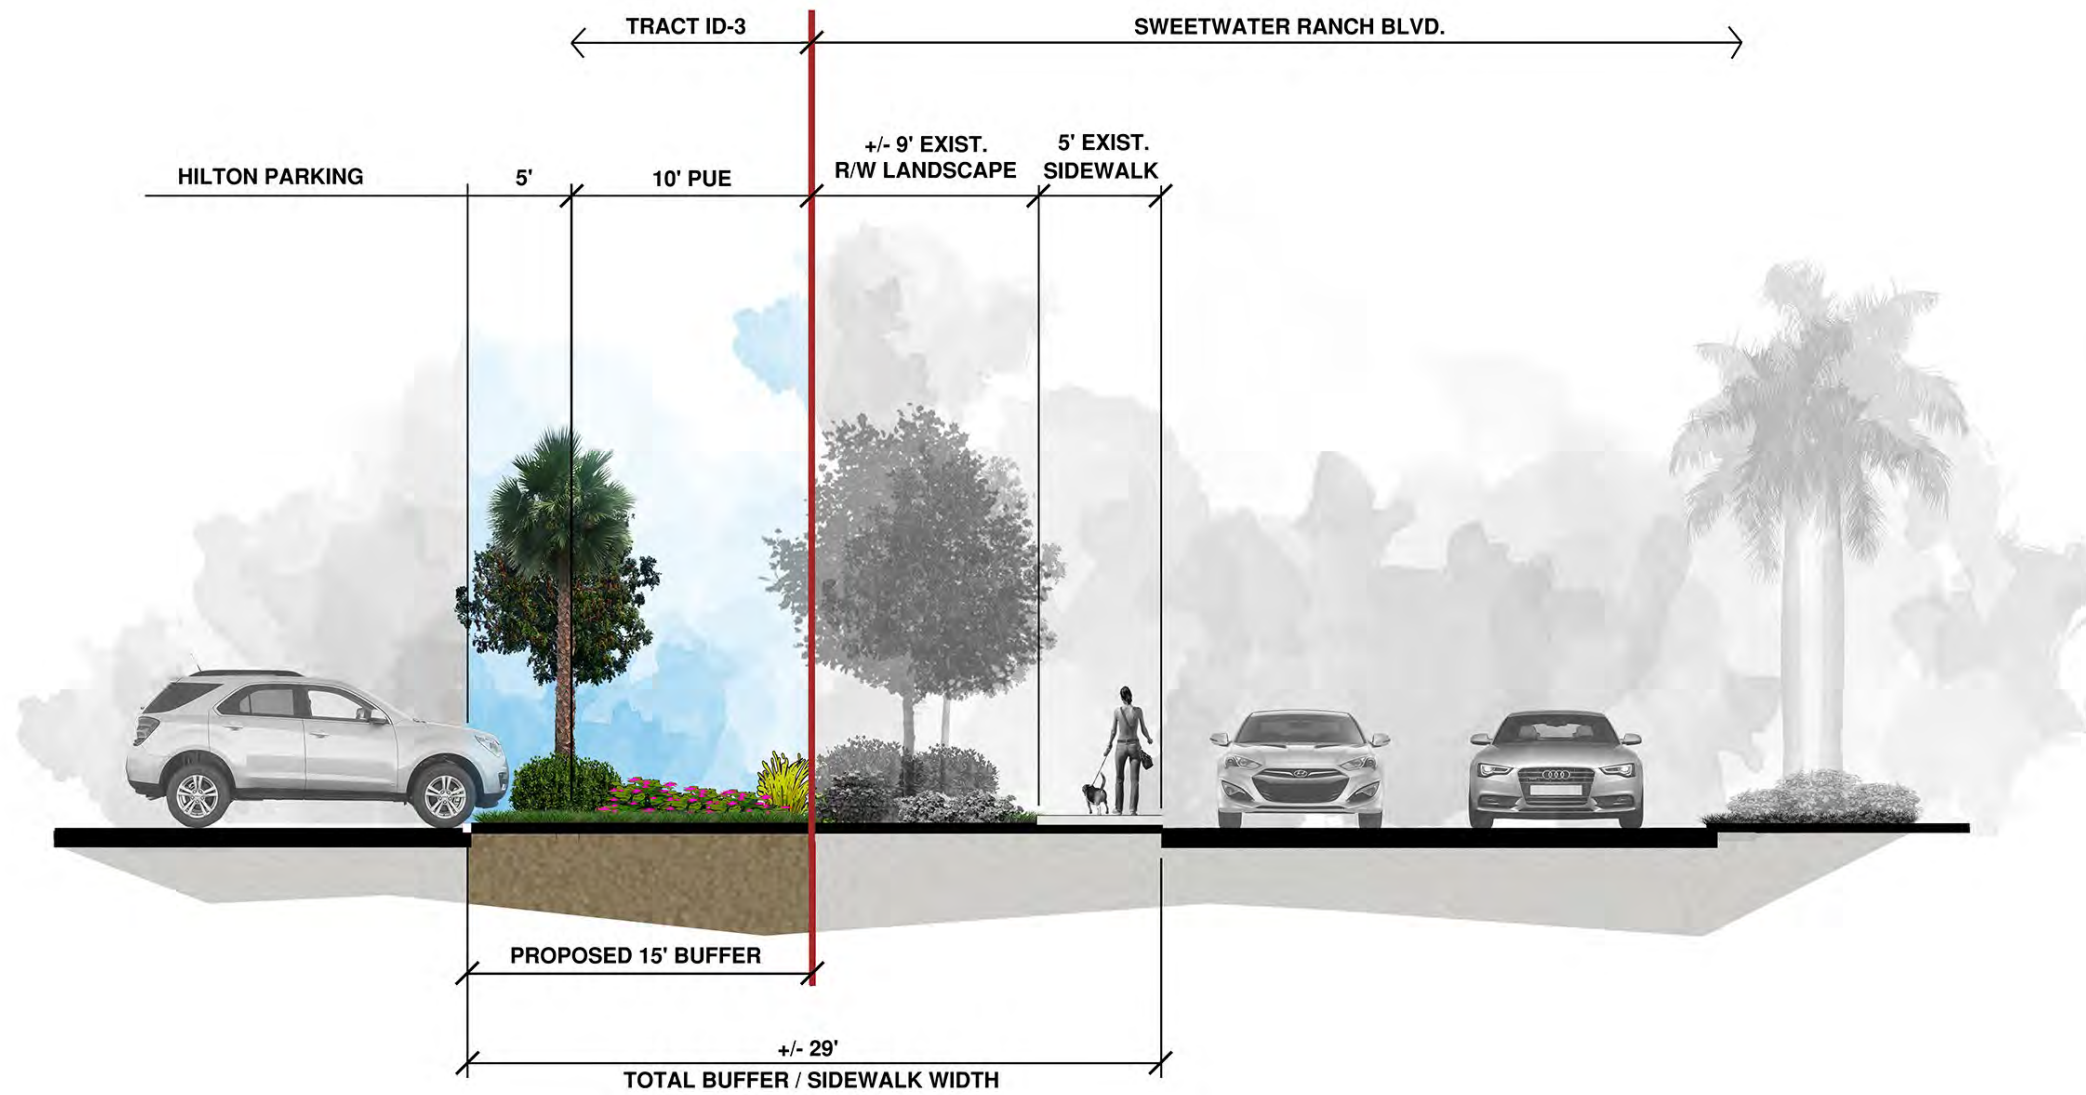 TRACT ID-3
SWEETWATER RANCH BLVD.
HILTON PARKING
5'
10' PUE
+/- 9' EXIST.
R/W LANDSCAPE
5' EXIST.
SIDEWALK
PROPOSED 15' BUFFER
+/- 29'
TOTAL BUFFER / SIDEWALK WIDTH